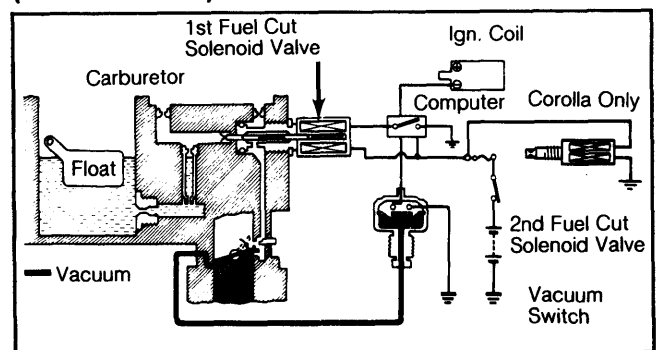 1st Fuel Cut
Solenoid Valve
Ign. Coil
Carburetor
Computer
Corolla Only
Float
2nd Fuel Cut
Solenoid Valve
Vacuum
Vacuum
Switch